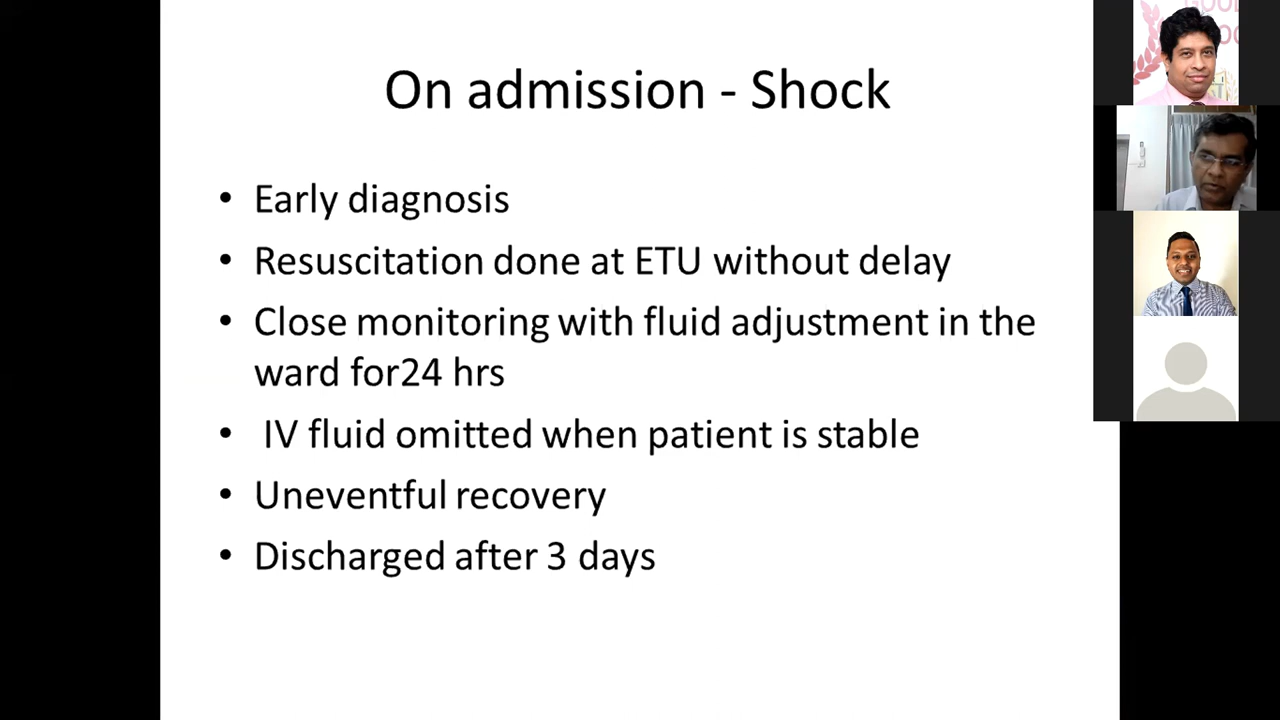 On admission - Shock
• Early diagnosis
• Resuscitation done at ETU without delay
• Close monitoring with fluid adjustment in the
ward for24 hrs
• IV fluid omitted when patient is stable
• Uneventful recovery
• Discharged after 3 days